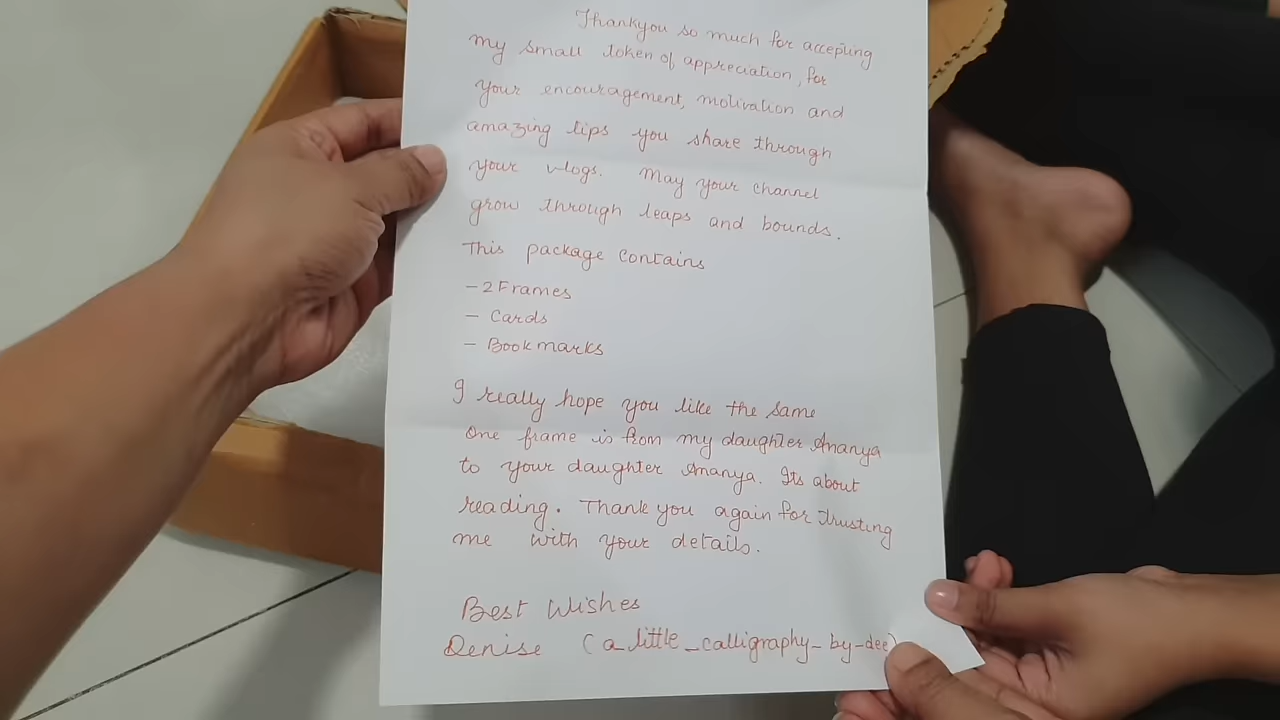 Thankyou so much for accepting
my small token of appreciation, for
your encouragement, motivation and
amazing tips you share through
your vlogs. May your channel
grow through leaps and bounds.
This package contains
- 2 Frames
- Cards
- Bookmarks
I really hope you like the same
One frame is from my daughter Ananya
to your daughter Ananya. Its about
reading. Thank you again for trusting
me with your details.
Best Wishes
Denise (a_little_calligraphy_by_dee)